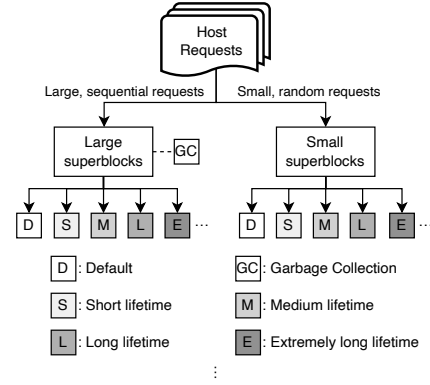 Host
Requests
Large, sequential requests
Small, random requests
Large
superblocks
GC
Small
superblocks
D S M L E ...
D S M L E ...
D : Default
GC : Garbage Collection
S : Short lifetime
M : Medium lifetime
L : Long lifetime
E : Extremely long lifetime
⋮